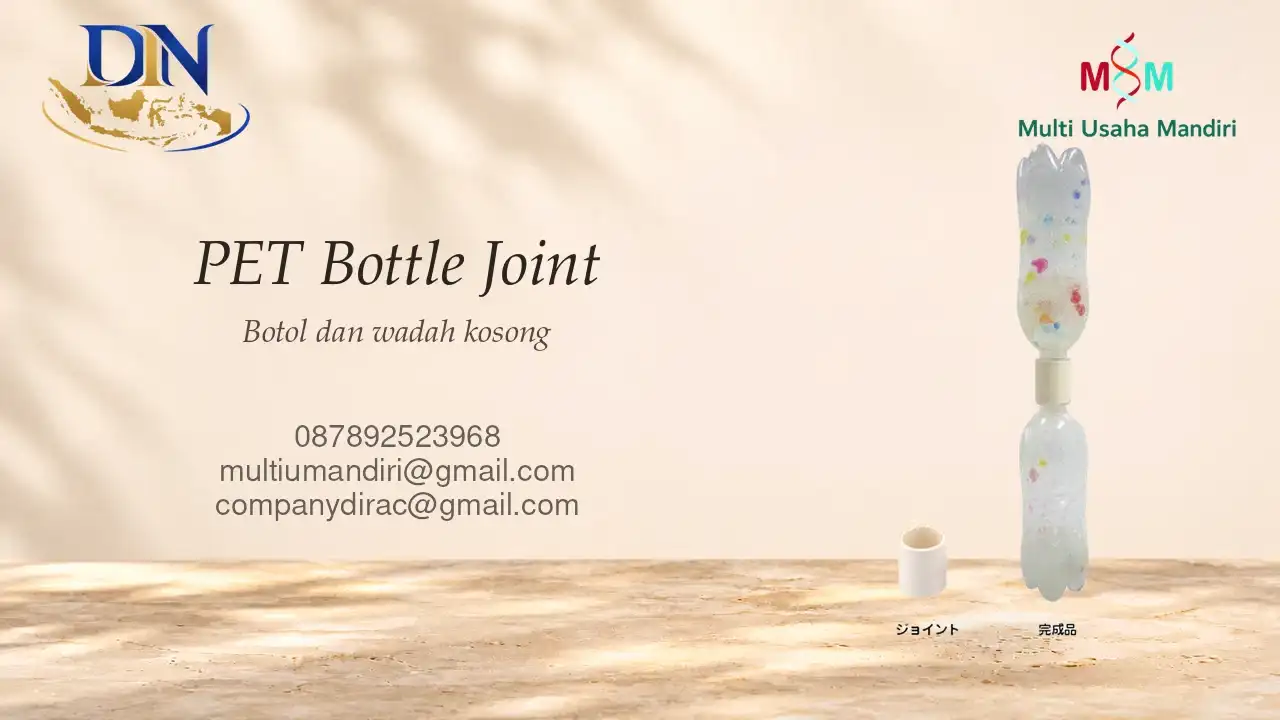 DIN
MSM
Multi Usaha Mandiri
PET Bottle Joint
Botol dan wadah kosong
087892523968
multiumandiri@gmail.com
companydirac@gmail.com
ジョイント
完成品